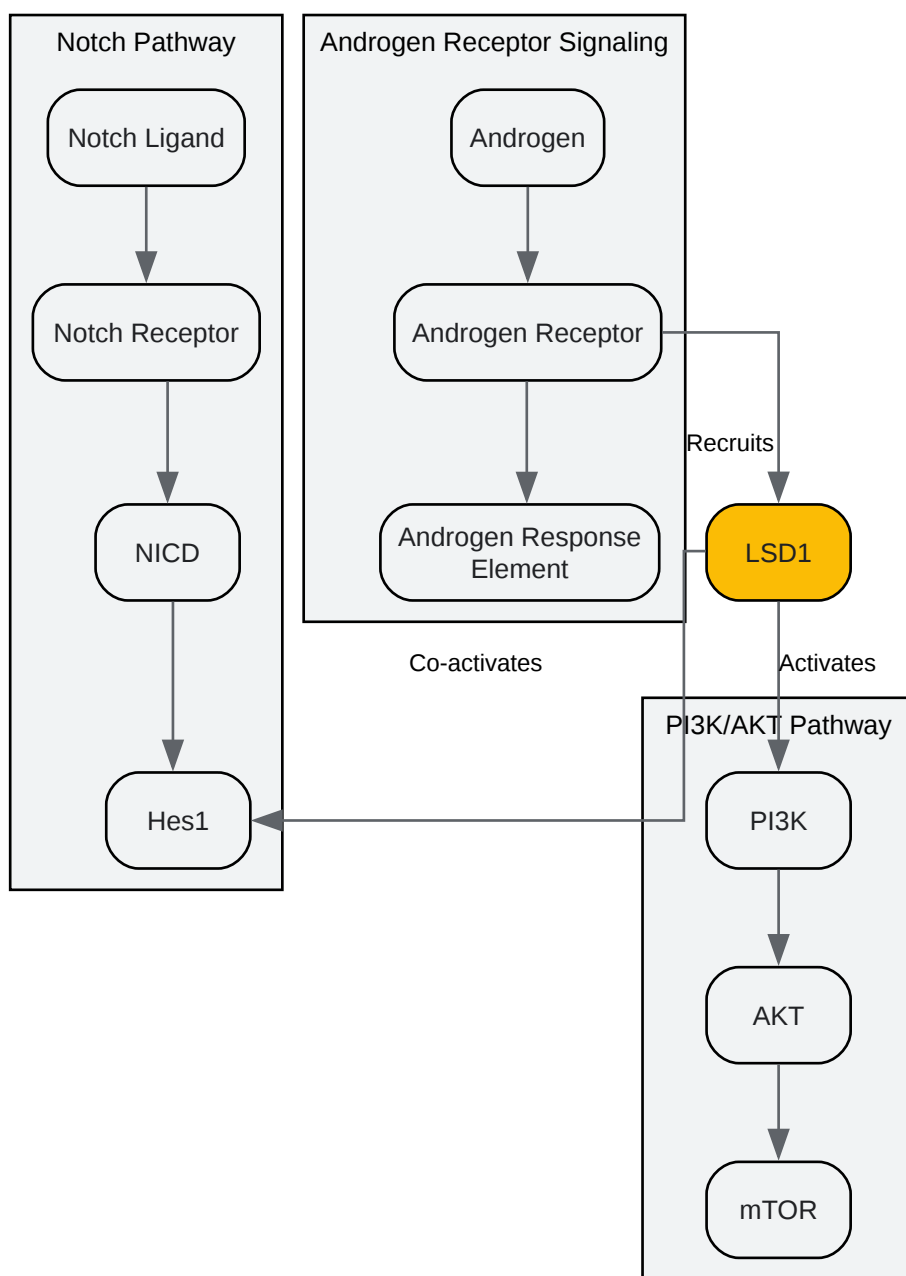 Notch Pathway
Notch Ligand
Notch Receptor
NICD
Hes1
Androgen Receptor Signaling
Androgen
Androgen Receptor
Androgen Response
Element
Recruits
LSD1
Co-activates
Activates
PI3K/AKT Pathway
PI3K
AKT
mTOR